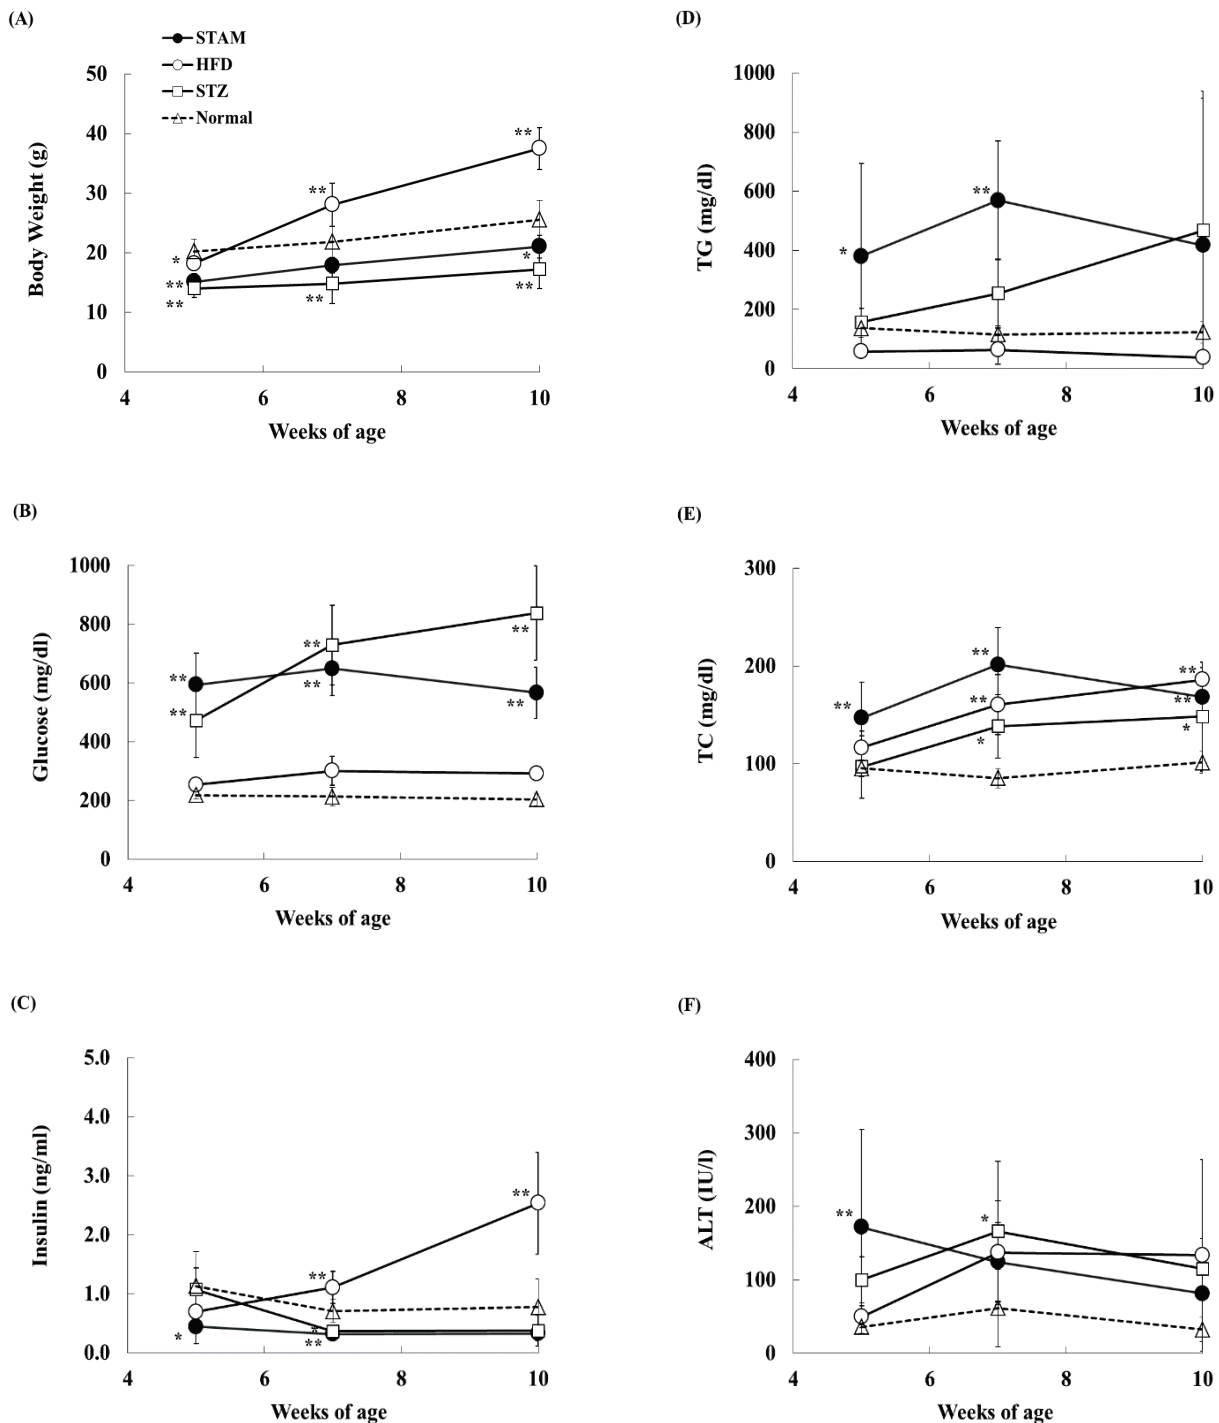 (A)
STAM
HFD
STZ
Normal
50
40
30
20
10
0
**
**
*
**
**
**
*
**
4 6 8 10
Body Weight (g)
Weeks of age
(D)
1000
800
600
400
200
0
*
**
4 6 8 10
TG (mg/dl)
Weeks of age
(B)
1000
800
600
400
200
0
**
**
**
**
**
**
4 6 8 10
Glucose (mg/dl)
Weeks of age
(E)
300
200
100
0
**
**
**
*
**
**
*
4 6 8 10
TC (mg/dl)
Weeks of age
(C)
5.0
4.0
3.0
2.0
1.0
0.0
*
**
*
**
**
4 6 8 10
Insulin (ng/ml)
Weeks of age
(F)
400
300
200
100
0
**
*
4 6 8 10
ALT (IU/l)
Weeks of age